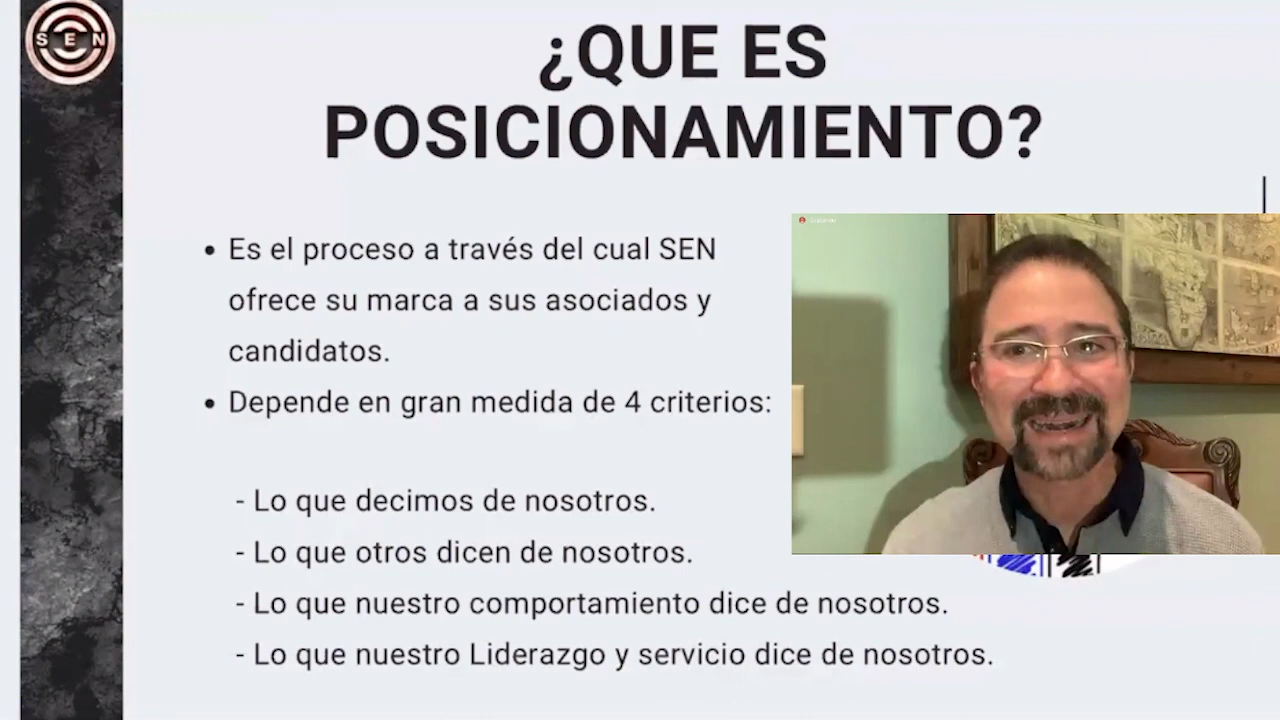 SEN
¿QUE ES
POSICIONAMIENTO?
• Es el proceso a través del cual SEN
ofrece su marca a sus asociados y
candidatos.
• Depende en gran medida de 4 criterios:
- Lo que decimos de nosotros.
- Lo que otros dicen de nosotros.
- Lo que nuestro comportamiento dice de nosotros.
- Lo que nuestro Liderazgo y servicio dice de nosotros.